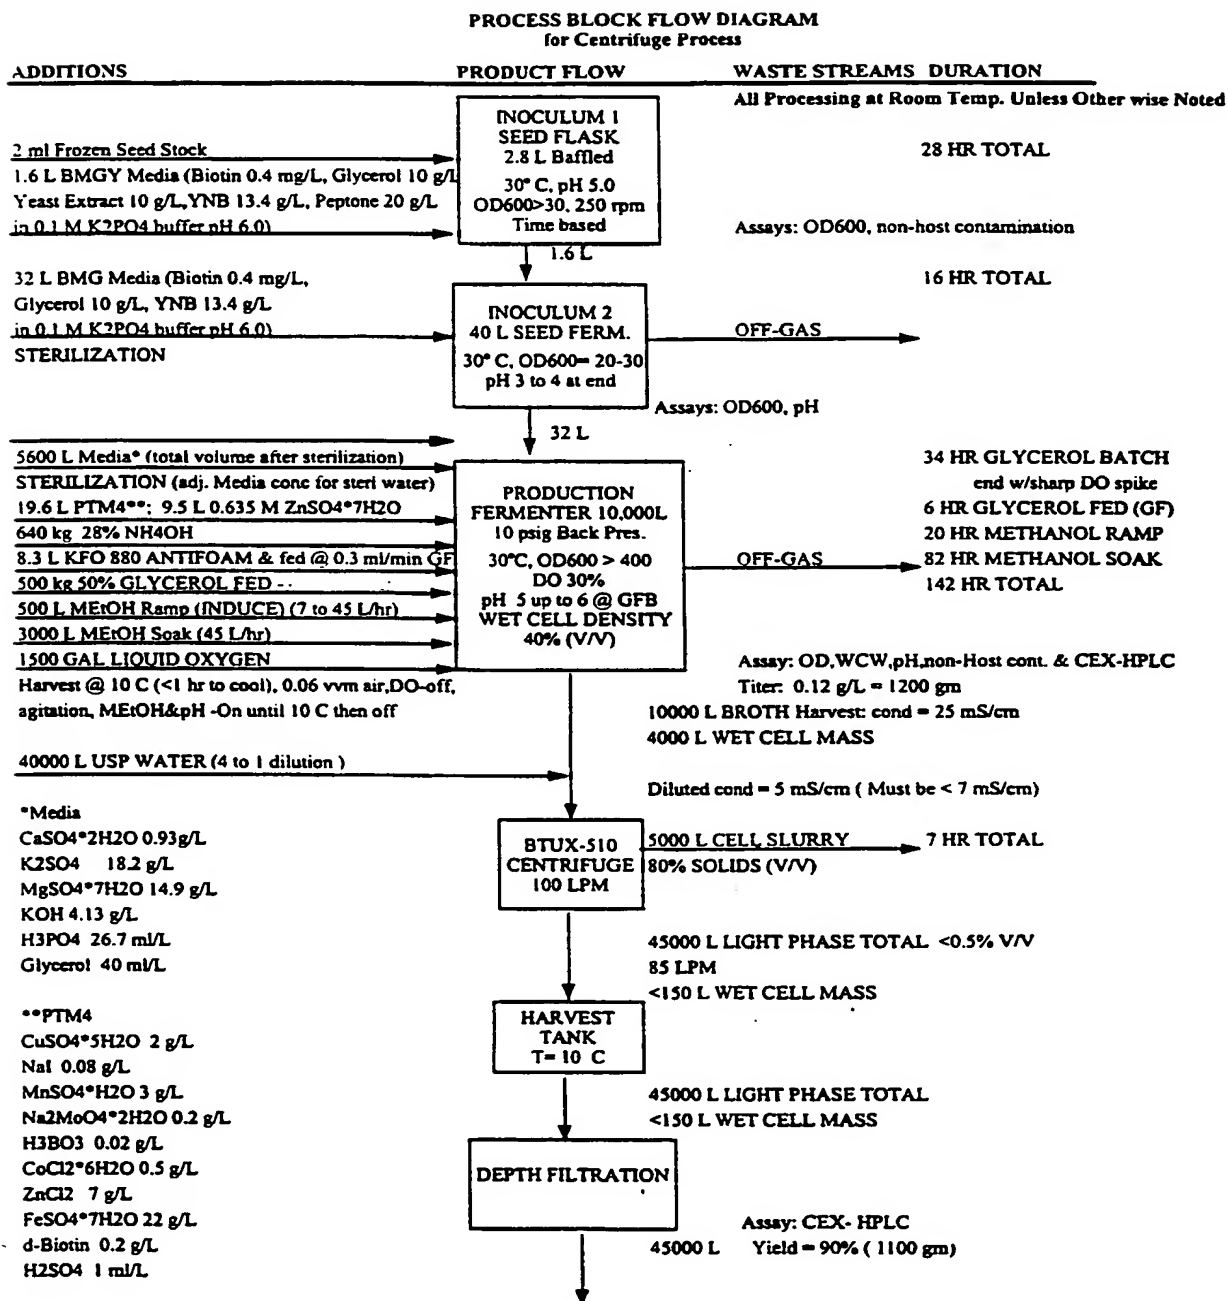 PROCESS BLOCK FLOW DIAGRAM
for Centrifuge Process
ADDITIONS
PRODUCT FLOW
WASTE STREAMS DURATION
All Processing at Room Temp. Unless Other wise Noted
INOCULUM 1
SEED FLASK
2.8 L Baffled
30° C, pH 5.0
OD600>30, 250 rpm
Time based
2 ml Frozen Seed Stock
28 HR TOTAL
1.6 L BMGY Media (Biotin 0.4 mg/L, Glycerol 10 g/L
Yeast Extract 10 g/L,YNB 13.4 g/L, Peptone 20 g/L
in 0.1 M K2PO4 buffer pH 6.0)
Assays: OD600, non-host contamination
1.6 L
32 L BMG Media (Biotin 0.4 mg/L,
Glycerol 10 g/L, YNB 13.4 g/L
in 0.1 M K2PO4 buffer pH 6.0)
STERILIZATION
16 HR TOTAL
INOCULUM 2
40 L SEED FERM.
30° C, OD600= 20-30
pH 3 to 4 at end
OFF-GAS
Assays: OD600, pH
32 L
5600 L Media* (total volume after sterilization)
STERILIZATION (adj. Media conc for steri water)
19.6 L PTM4**; 9.5 L 0.635 M ZnSO4*7H2O
640 kg 28% NH4OH
8.3 L KFO 880 ANTIFOAM & fed @ 0.3 ml/min GF
500 kg 50% GLYCEROL FED -
500 L MEtOH Ramp (INDUCE) (7 to 45 L/hr)
3000 L MEtOH Soak (45 L/hr)
1500 GAL LIQUID OXYGEN
Harvest @ 10 C (<1 hr to cool), 0.06 vvm air,DO-off,
agitation, MEtOH&pH -On until 10 C then off
PRODUCTION
FERMENTER 10,000L
10 psig Back Pres.
30°C, OD600 > 400
DO 30%
pH 5 up to 6 @ GFB
WET CELL DENSITY
40% (V/V)
OFF-GAS
34 HR GLYCEROL BATCH
end w/sharp DO spike
6 HR GLYCEROL FED (GF)
20 HR METHANOL RAMP
82 HR METHANOL SOAK
142 HR TOTAL
Assay: OD,WCW,pH,non-Host cont. & CEX-HPLC
Titer: 0.12 g/L = 1200 gm
10000 L BROTH Harvest: cond = 25 mS/cm
4000 L WET CELL MASS
40000 L USP WATER (4 to 1 dilution )
Diluted cond = 5 mS/cm ( Must be < 7 mS/cm)
*Media
CaSO4*2H2O 0.93g/L
K2SO4 18.2 g/L
MgSO4*7H2O 14.9 g/L
KOH 4.13 g/L
H3PO4 26.7 ml/L
Glycerol 40 ml/L
BTUX-510
CENTRIFUGE
100 LPM
5000 L CELL SLURRY
80% SOLIDS (V/V)
7 HR TOTAL
45000 L LIGHT PHASE TOTAL <0.5% V/V
85 LPM
<150 L WET CELL MASS
**PTM4
CuSO4*5H2O 2 g/L
NaI 0.08 g/L
MnSO4*H2O 3 g/L
Na2MoO4*2H2O 0.2 g/L
H3BO3 0.02 g/L
CoCl2*6H2O 0.5 g/L
ZnCl2 7 g/L
FeSO4*7H2O 22 g/L
d-Biotin 0.2 g/L
H2SO4 1 ml/L
HARVEST
TANK
T= 10 C
45000 L LIGHT PHASE TOTAL
<150 L WET CELL MASS
DEPTH FILTRATION
Assay: CEX- HPLC
45000 L Yield = 90% ( 1100 gm)